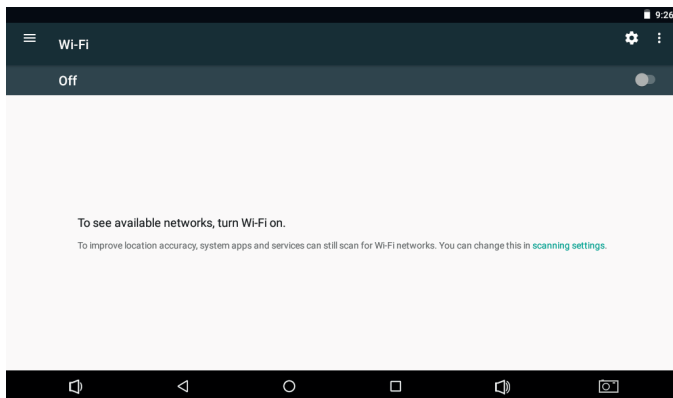 9:26
Wi-Fi
Off
To see available networks, turn Wi-Fi on.
To improve location accuracy, system apps and services can still scan for Wi-Fi networks. You can change this in scanning settings.